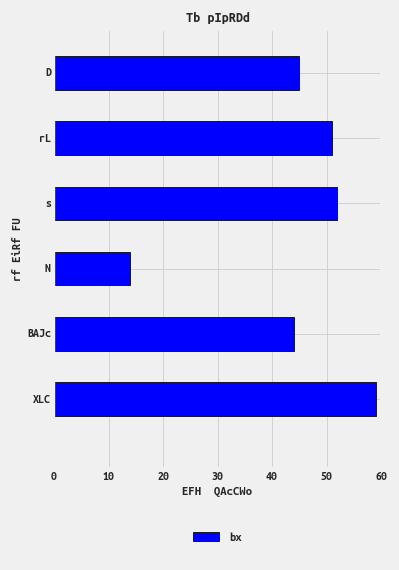 Tb pIpRDd
D
rL
s
N
BAJc
XLC
rf EiRf FU
0 10 20 30 40 50 60
EFH  QAcCWo
bx